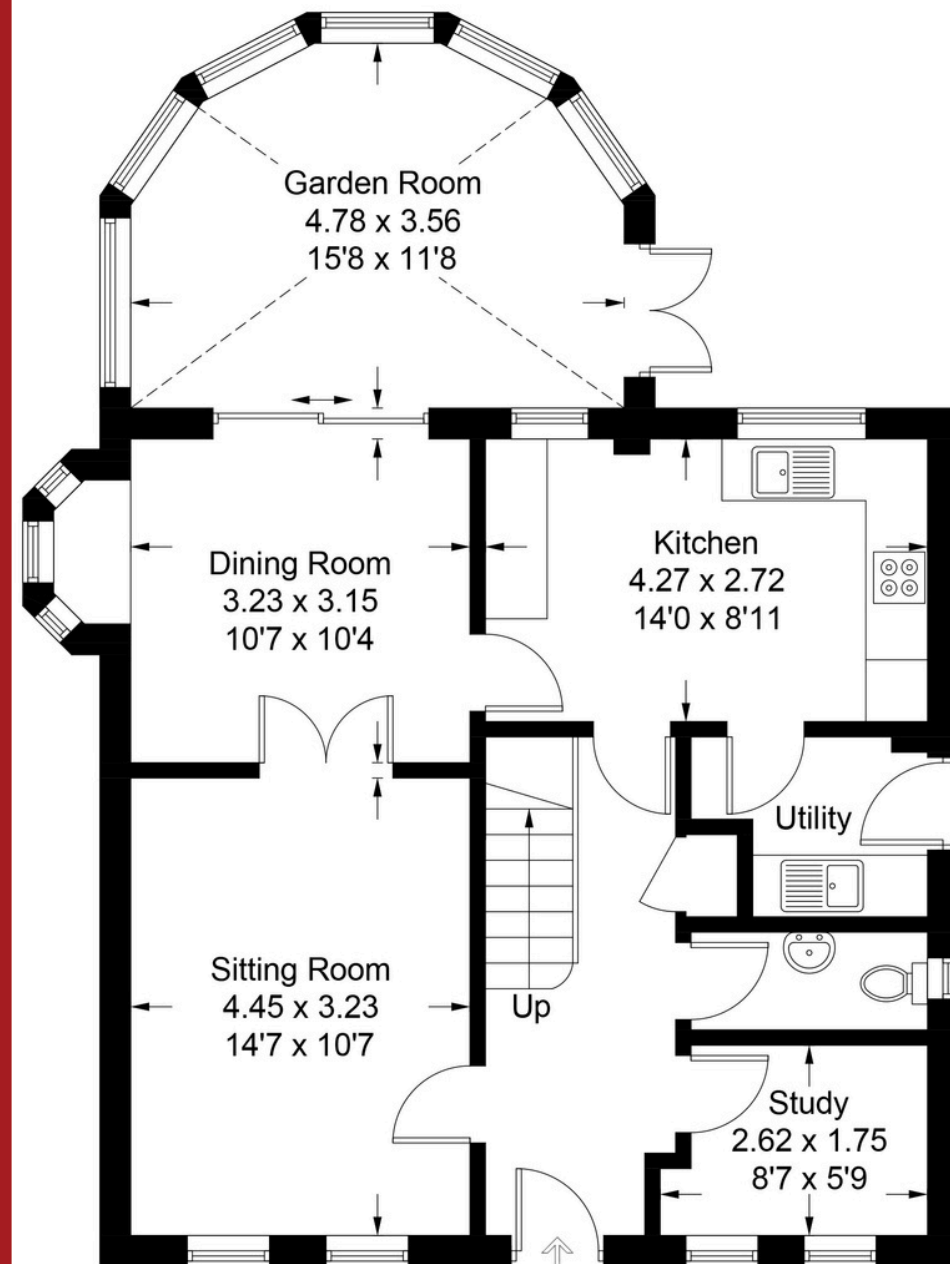 Garden Room
4.78 x 3.56
15'8 x 11'8
Dining Room
3.23 x 3.15
10'7 x 10'4
Kitchen
4.27 x 2.72
14'0 x 8'11
Utility
Sitting Room
4.45 x 3.23
14'7 x 10'7
Up
Study
2.62 x 1.75
8'7 x 5'9